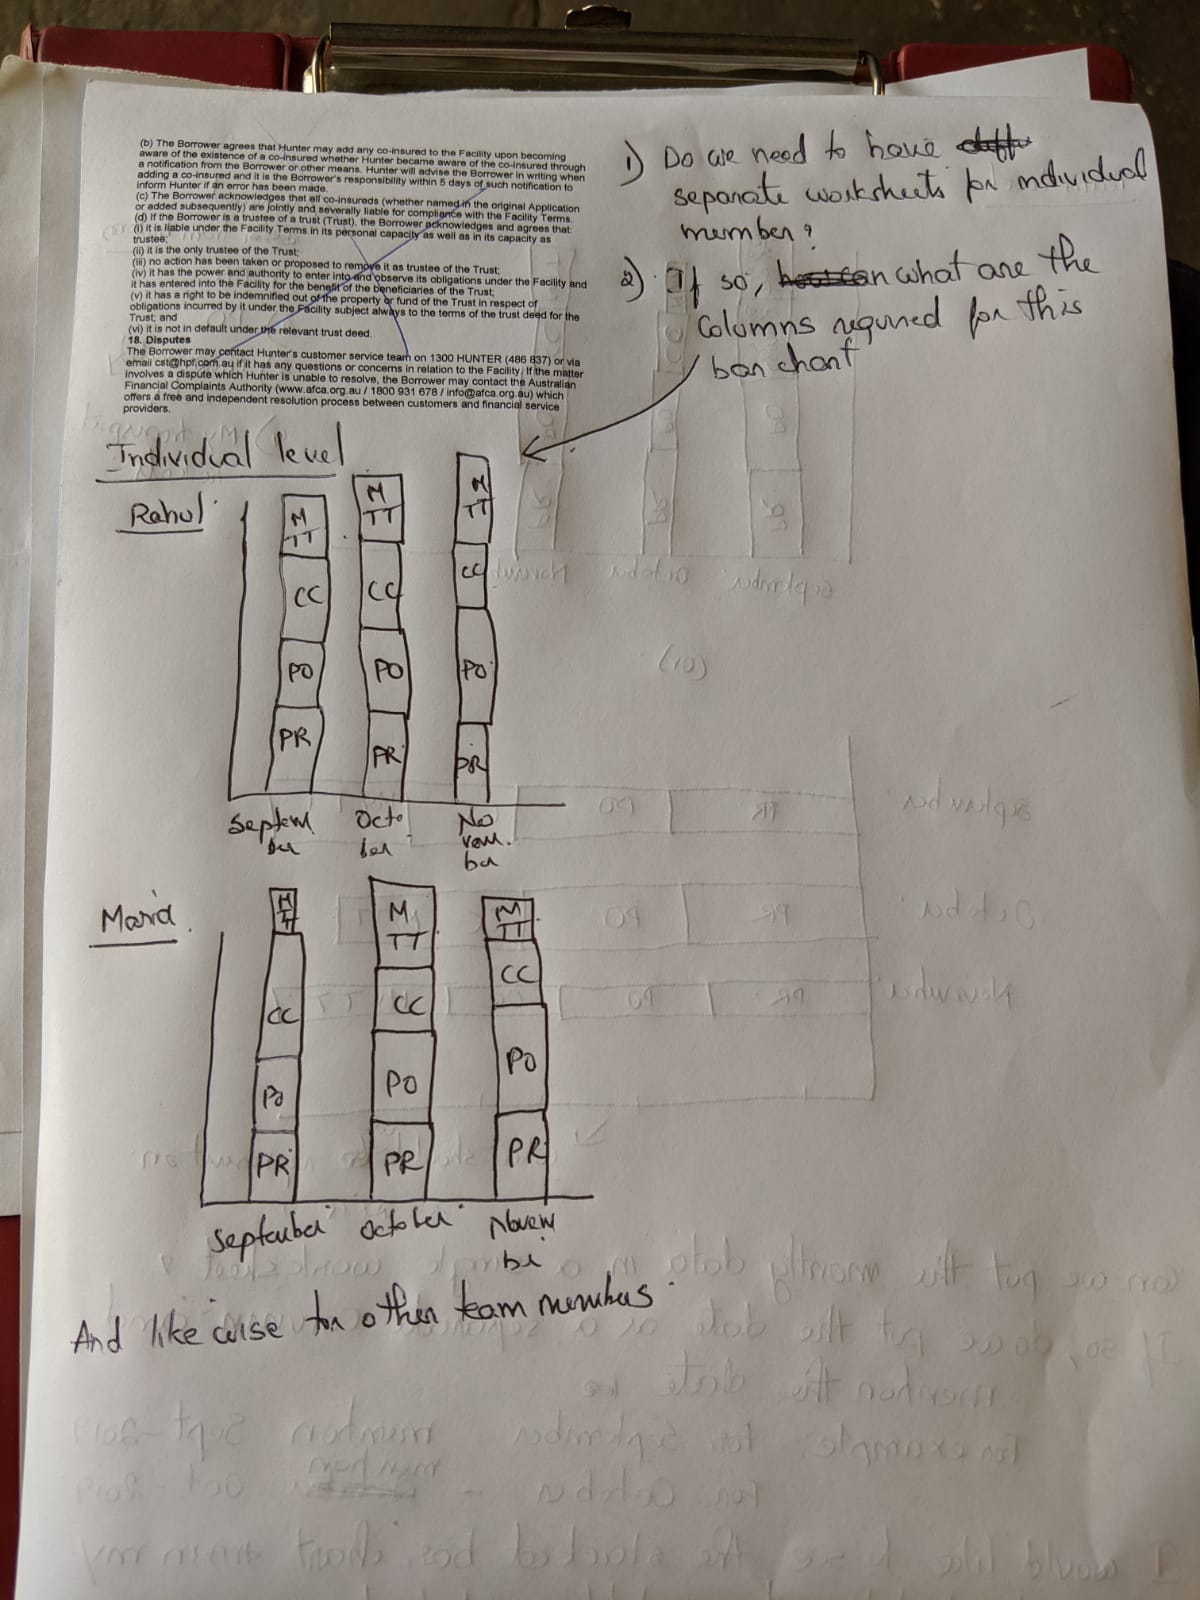 (b) The Borrower agrees that Hunter may add any co-insured to the Facility upon becoming
aware of the existence of a co-insured whether Hunter became aware of the co-insured through
a notification from the Borrower or other means. Hunter will advise the Borrower in writing when
adding a co-insured and it is the Borrower's responsibility within 5 days of such notification to
inform Hunter if an error has been made.
(c) The Borrower acknowledges that all co-insureds (whether named in the original Application
or added subsequently) are jointly and severally liable for compliance with the Facility Terms.
(d) If the Borrower is a trustee of a trust (Trust), the Borrower acknowledges and agrees that:
(i) it is liable under the Facility Terms in its personal capacity as well as in its capacity as
trustee;
(ii) it is the only trustee of the Trust;
(iii) no action has been taken or proposed to remove it as trustee of the Trust;
(iv) it has the power and authority to enter into and observe its obligations under the Facility and
it has entered into the Facility for the benefit of the beneficiaries of the Trust;
(v) it has a right to be indemnified out of the property or fund of the Trust in respect of
obligations incurred by it under the Facility subject always to the terms of the trust deed for the
Trust; and
(vi) it is not in default under the relevant trust deed.
18. Disputes
The Borrower may contact Hunter's customer service team on 1300 HUNTER (486 837) or via
email cst@hpf.com.au if it has any questions or concerns in relation to the Facility. If the matter
involves a dispute which Hunter is unable to resolve, the Borrower may contact the Australian
Financial Complaints Authority (www.afca.org.au / 1800 931 678 / info@afca.org.au) which
offers a free and independent resolution process between customers and financial service
providers.
1) Do we need to have
separate worksheets for individual
member?
2) If so, what are the
columns required for this
bar chart
Individual level
Rahul
M
TT
CC
PO
PR
M
TT
CC
PO
PR
M
TT
CC
PO
PR
Septem
ber
Octo
ber
No
vem.
ber
Maria
M
TT
CC
PO
PR
M
TT
CC
PO
PR
M
TT
CC
PO
PR
September
October
Novem
be
And like wise for other team members